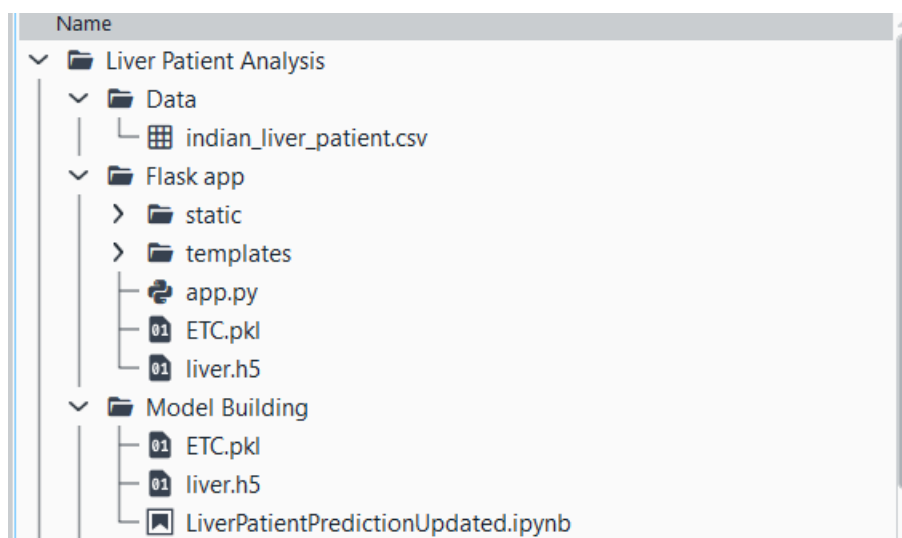 Name
Liver Patient Analysis
Data
indian_liver_patient.csv
Flask app
static
templates
app.py
ETC.pkl
liver.h5
Model Building
ETC.pkl
liver.h5
LiverPatientPredictionUpdated.ipynb